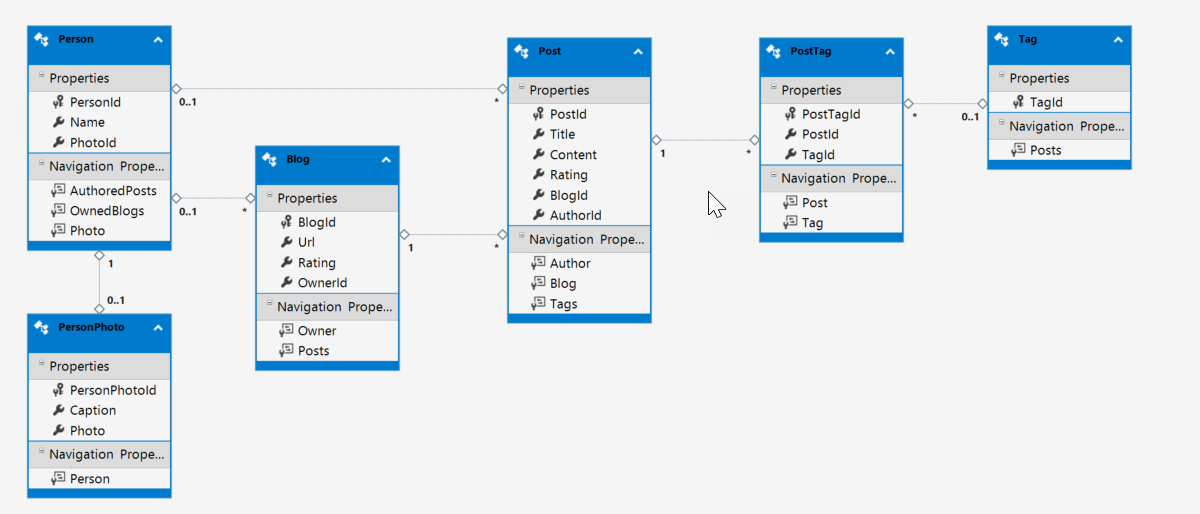 Person
Properties
PersonId
Name
PhotoId
Navigation Prope...
AuthoredPosts
OwnedBlogs
Photo
0..1
*
0..1
*
1
0..1
PersonPhoto
Properties
PersonPhotoId
Caption
Photo
Navigation Prope...
Person
Blog
Properties
BlogId
Url
Rating
OwnerId
Navigation Prope...
Owner
Posts
1
*
Post
Properties
PostId
Title
Content
Rating
BlogId
AuthorId
Navigation Prope...
Author
Blog
Tags
1
*
PostTag
Properties
PostTagId
PostId
TagId
Navigation Prope...
Post
Tag
*
0..1
Tag
Properties
TagId
Navigation Prope...
Posts